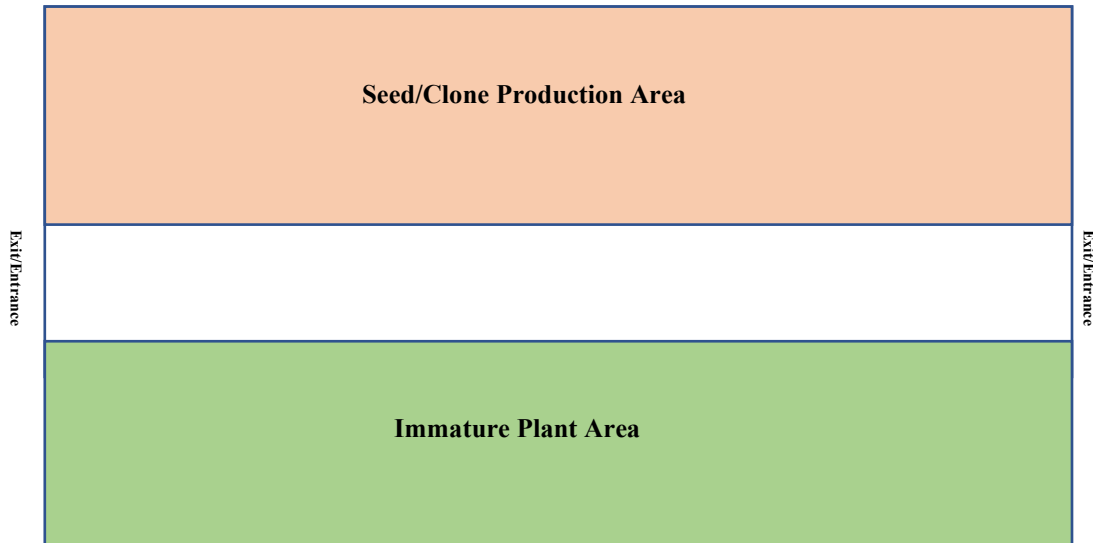 Seed/Clone Production Area
Exit/Entrance
Exit/Entrance
Immature Plant Area